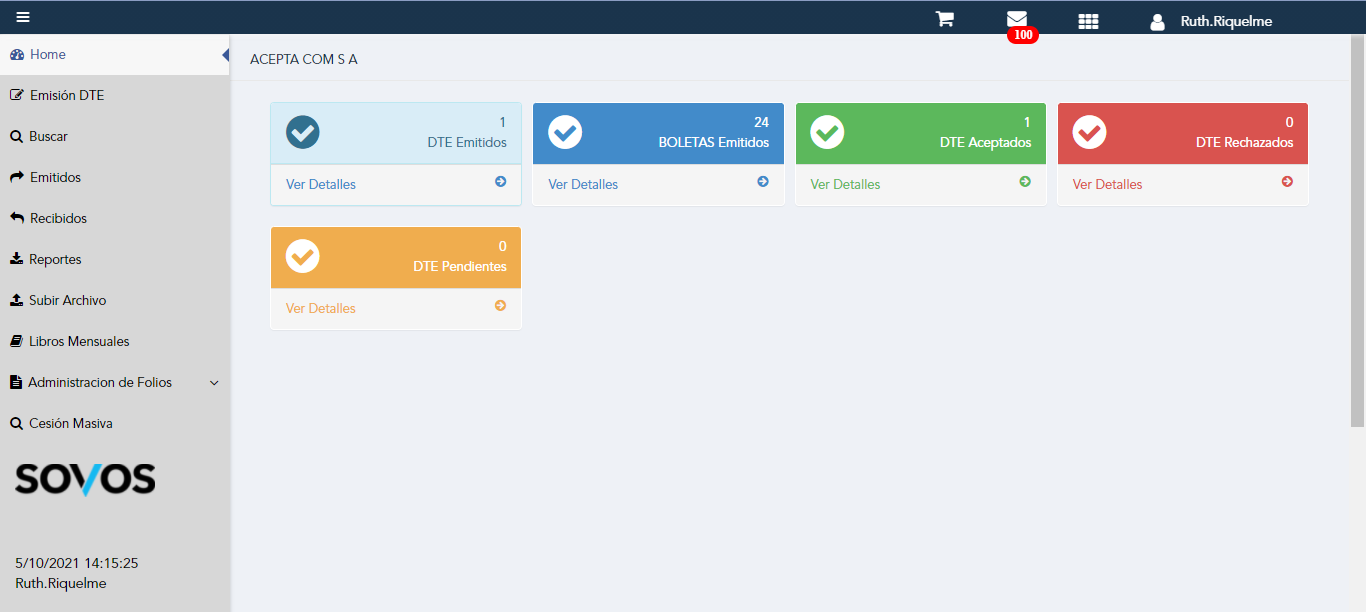 100
Ruth.Riquelme
Home
Emisión DTE
Buscar
Emitidos
Recibidos
Reportes
Subir Archivo
Libros Mensuales
Administracion de Folios
Cesión Masiva
SOVOS
5/10/2021 14:15:25
Ruth.Riquelme
ACEPTA COM S A
1
DTE Emitidos
Ver Detalles
24
BOLETAS Emitidos
Ver Detalles
1
DTE Aceptados
Ver Detalles
0
DTE Rechazados
Ver Detalles
0
DTE Pendientes
Ver Detalles